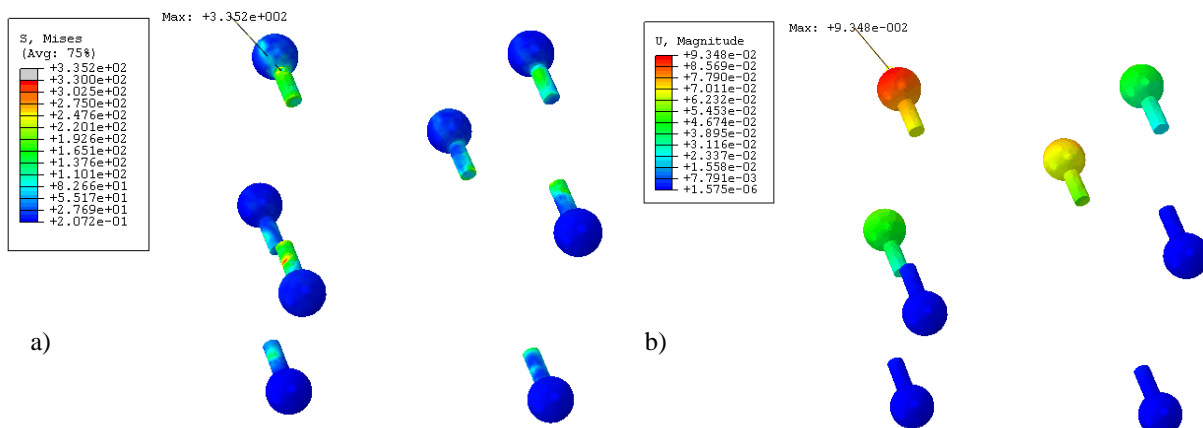 Max: +3.352e+002
S, Mises
(Avg: 75%)
+3.352e+02
+3.300e+02
+3.025e+02
+2.750e+02
+2.476e+02
+2.201e+02
+1.926e+02
+1.651e+02
+1.376e+02
+1.101e+02
+8.266e+01
+5.517e+01
+2.769e+01
+2.072e-01
a)
Max: +9.348e-002
U, Magnitude
+9.348e-02
+8.569e-02
+7.790e-02
+7.011e-02
+6.232e-02
+5.453e-02
+4.674e-02
+3.895e-02
+3.116e-02
+2.337e-02
+1.558e-02
+7.791e-03
+1.575e-06
b)